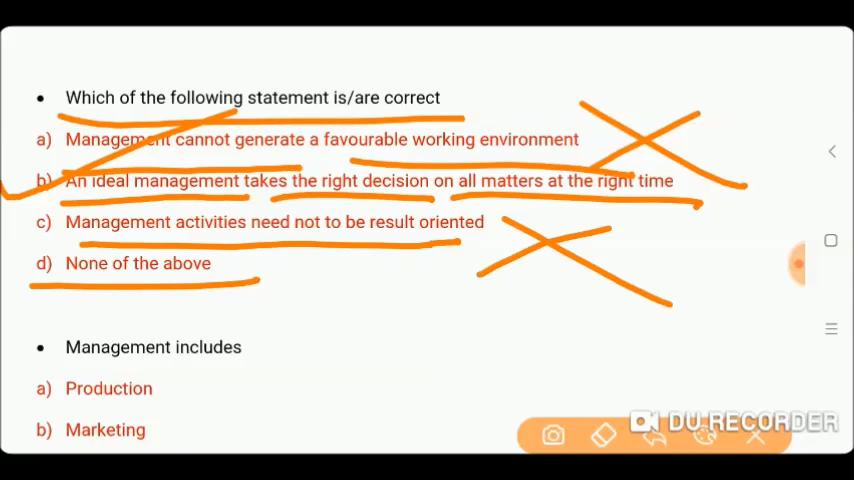 • Which of the following statement is/are correct
a) Management cannot generate a favourable working environment
b) An ideal management takes the right decision on all matters at the right time
c) Management activities need not to be result oriented
d) None of the above
• Management includes
a) Production
b) Marketing
DU RECORDER